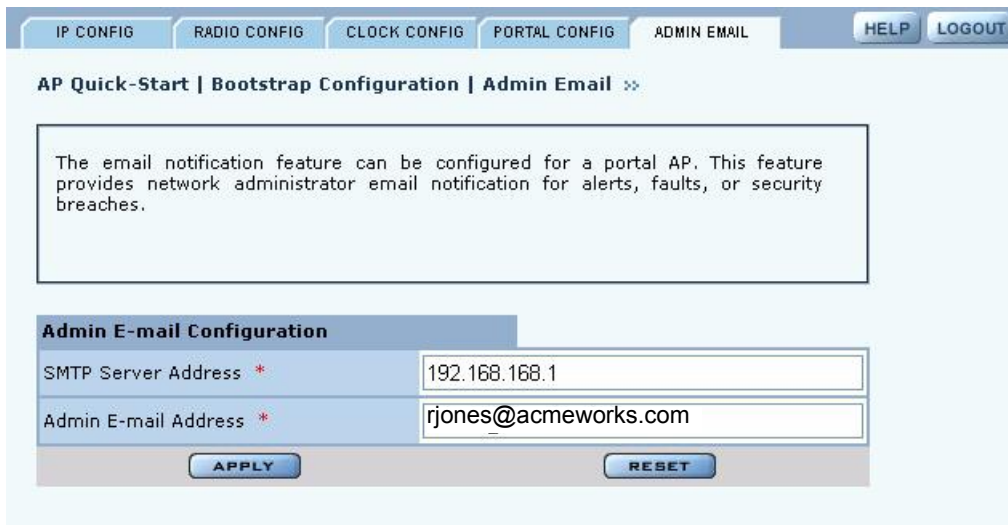 IP CONFIG RADIO CONFIG CLOCK CONFIG PORTAL CONFIG ADMIN EMAIL HELP LOGOUT
AP Quick-Start | Bootstrap Configuration | Admin Email >>
The email notification feature can be configured for a portal AP. This feature
provides network administrator email notification for alerts, faults, or security
breaches.
Admin E-mail Configuration
SMTP Server Address * 192.168.168.1
Admin E-mail Address * rjones@acmeworks.com
APPLY RESET